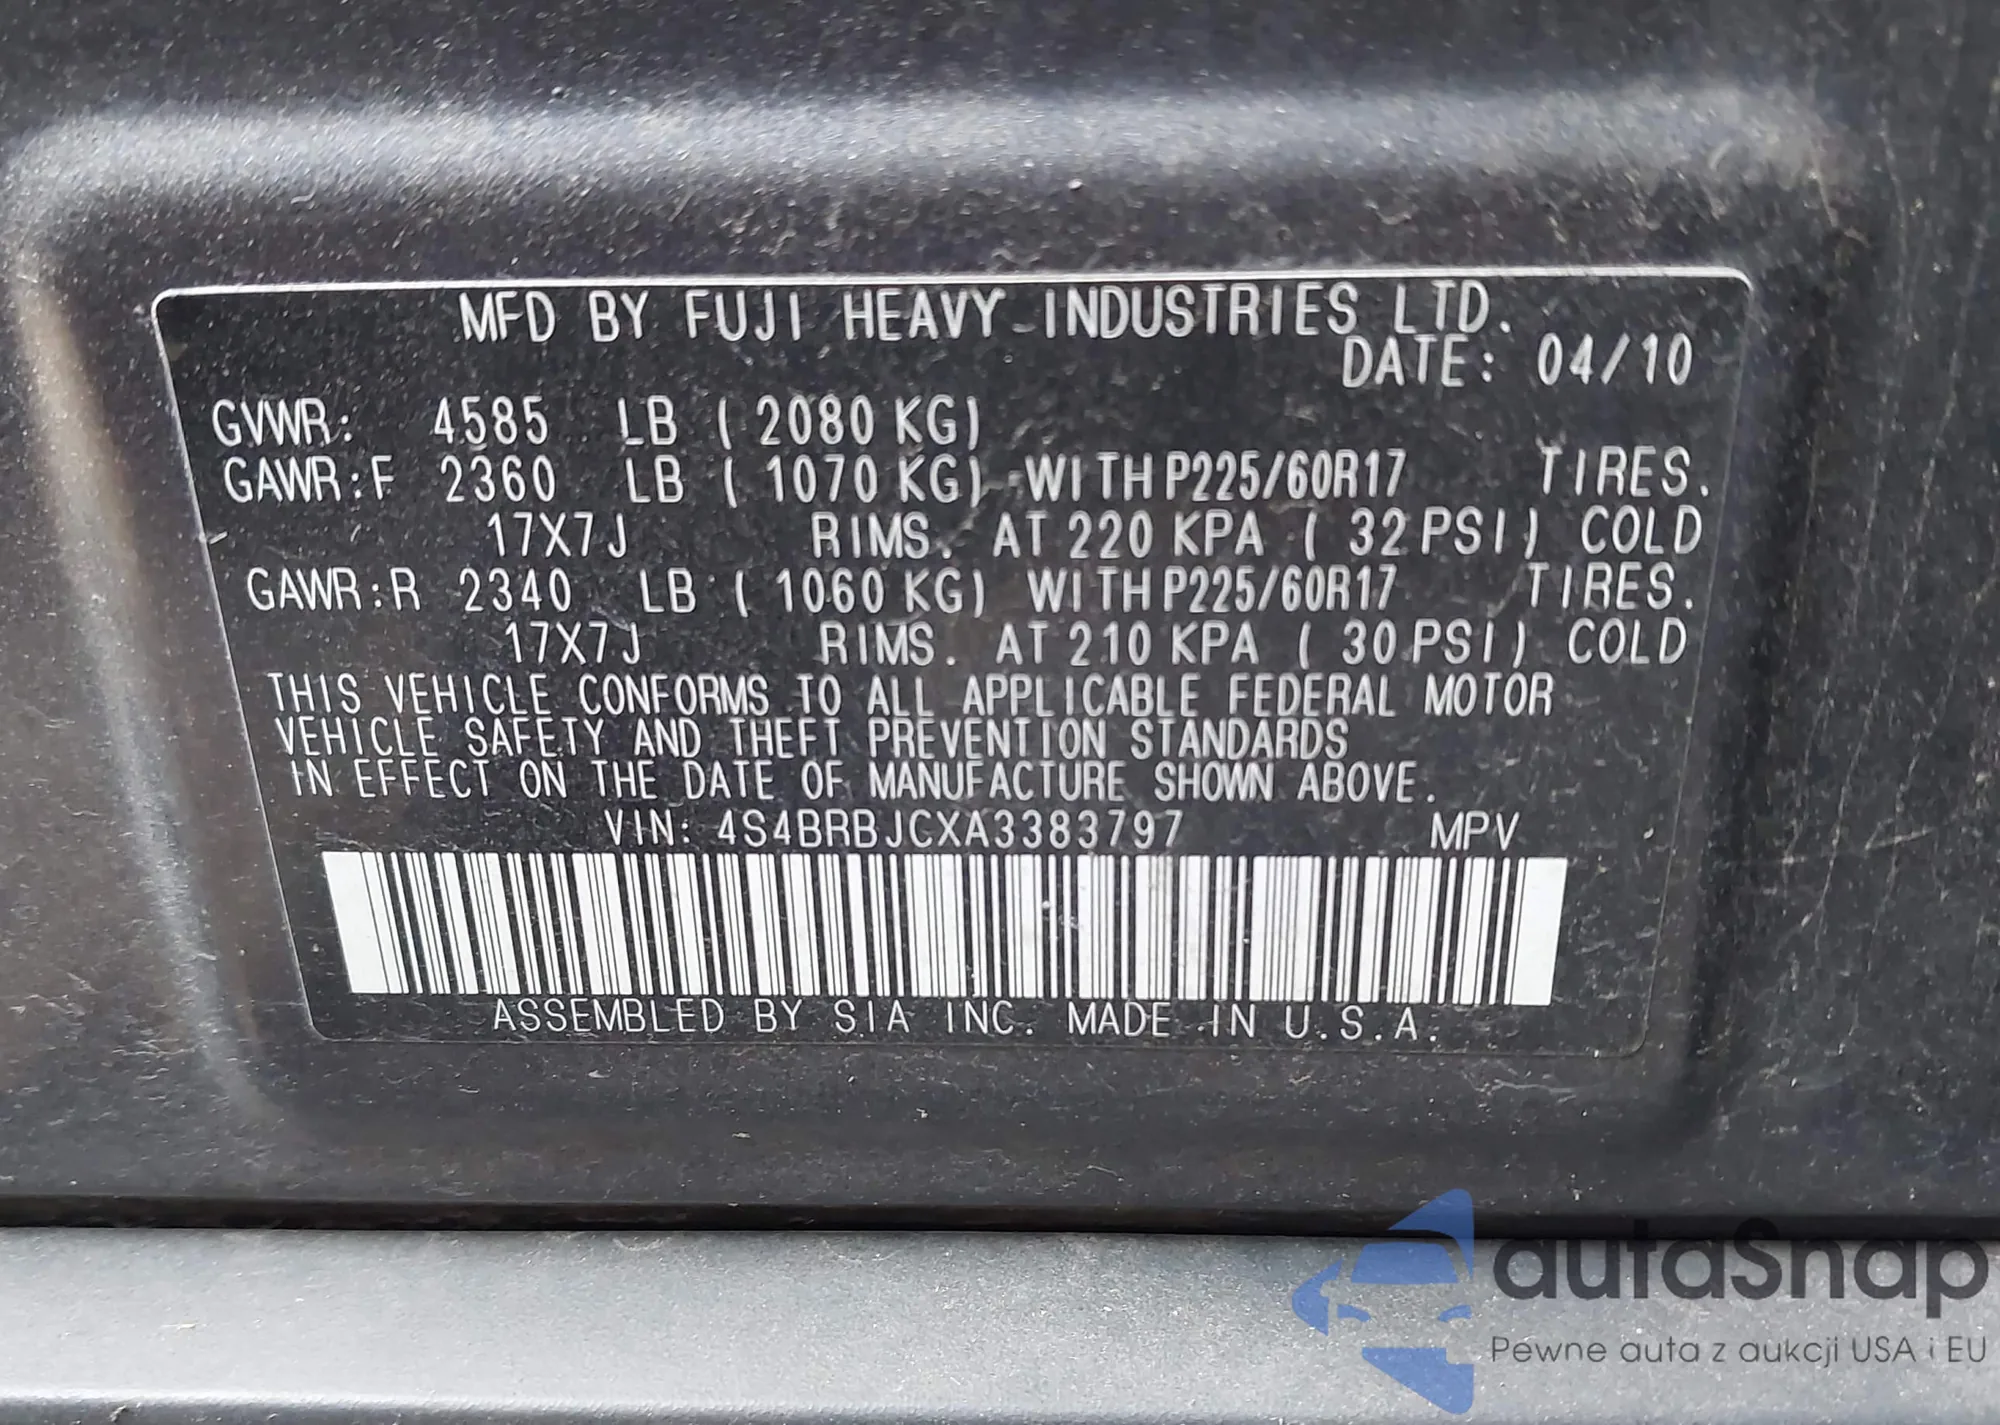 MFD BY FUJI HEAVY INDUSTRIES LTD.
DATE: 04/10
GVWR: 4585 LB (2080 KG)
GAWR:F 2360 LB (1070 KG) WITH P225/60R17 TIRES.
17X7J RIMS. AT 220 KPA (32 PSI) COLD
GAWR:R 2340 LB (1060 KG) WITH P225/60R17 TIRES.
17X7J RIMS. AT 210 KPA (30 PSI) COLD
THIS VEHICLE CONFORMS TO ALL APPLICABLE FEDERAL MOTOR
VEHICLE SAFETY AND THEFT PREVENTION STANDARDS
IN EFFECT ON THE DATE OF MANUFACTURE SHOWN ABOVE.
VIN: 4S4BRBJCXA3383797 MPV
ASSEMBLED BY SIA INC. MADE IN U.S.A.
autaSnap
Pewne auta z aukcji USA i EU